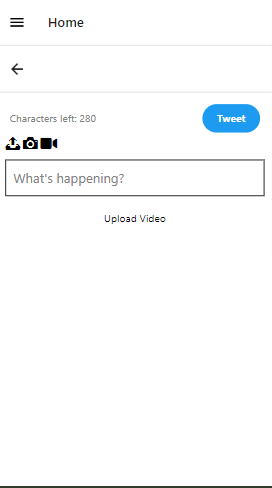 Home
Characters left: 280
Tweet
What's happening?
Upload Video